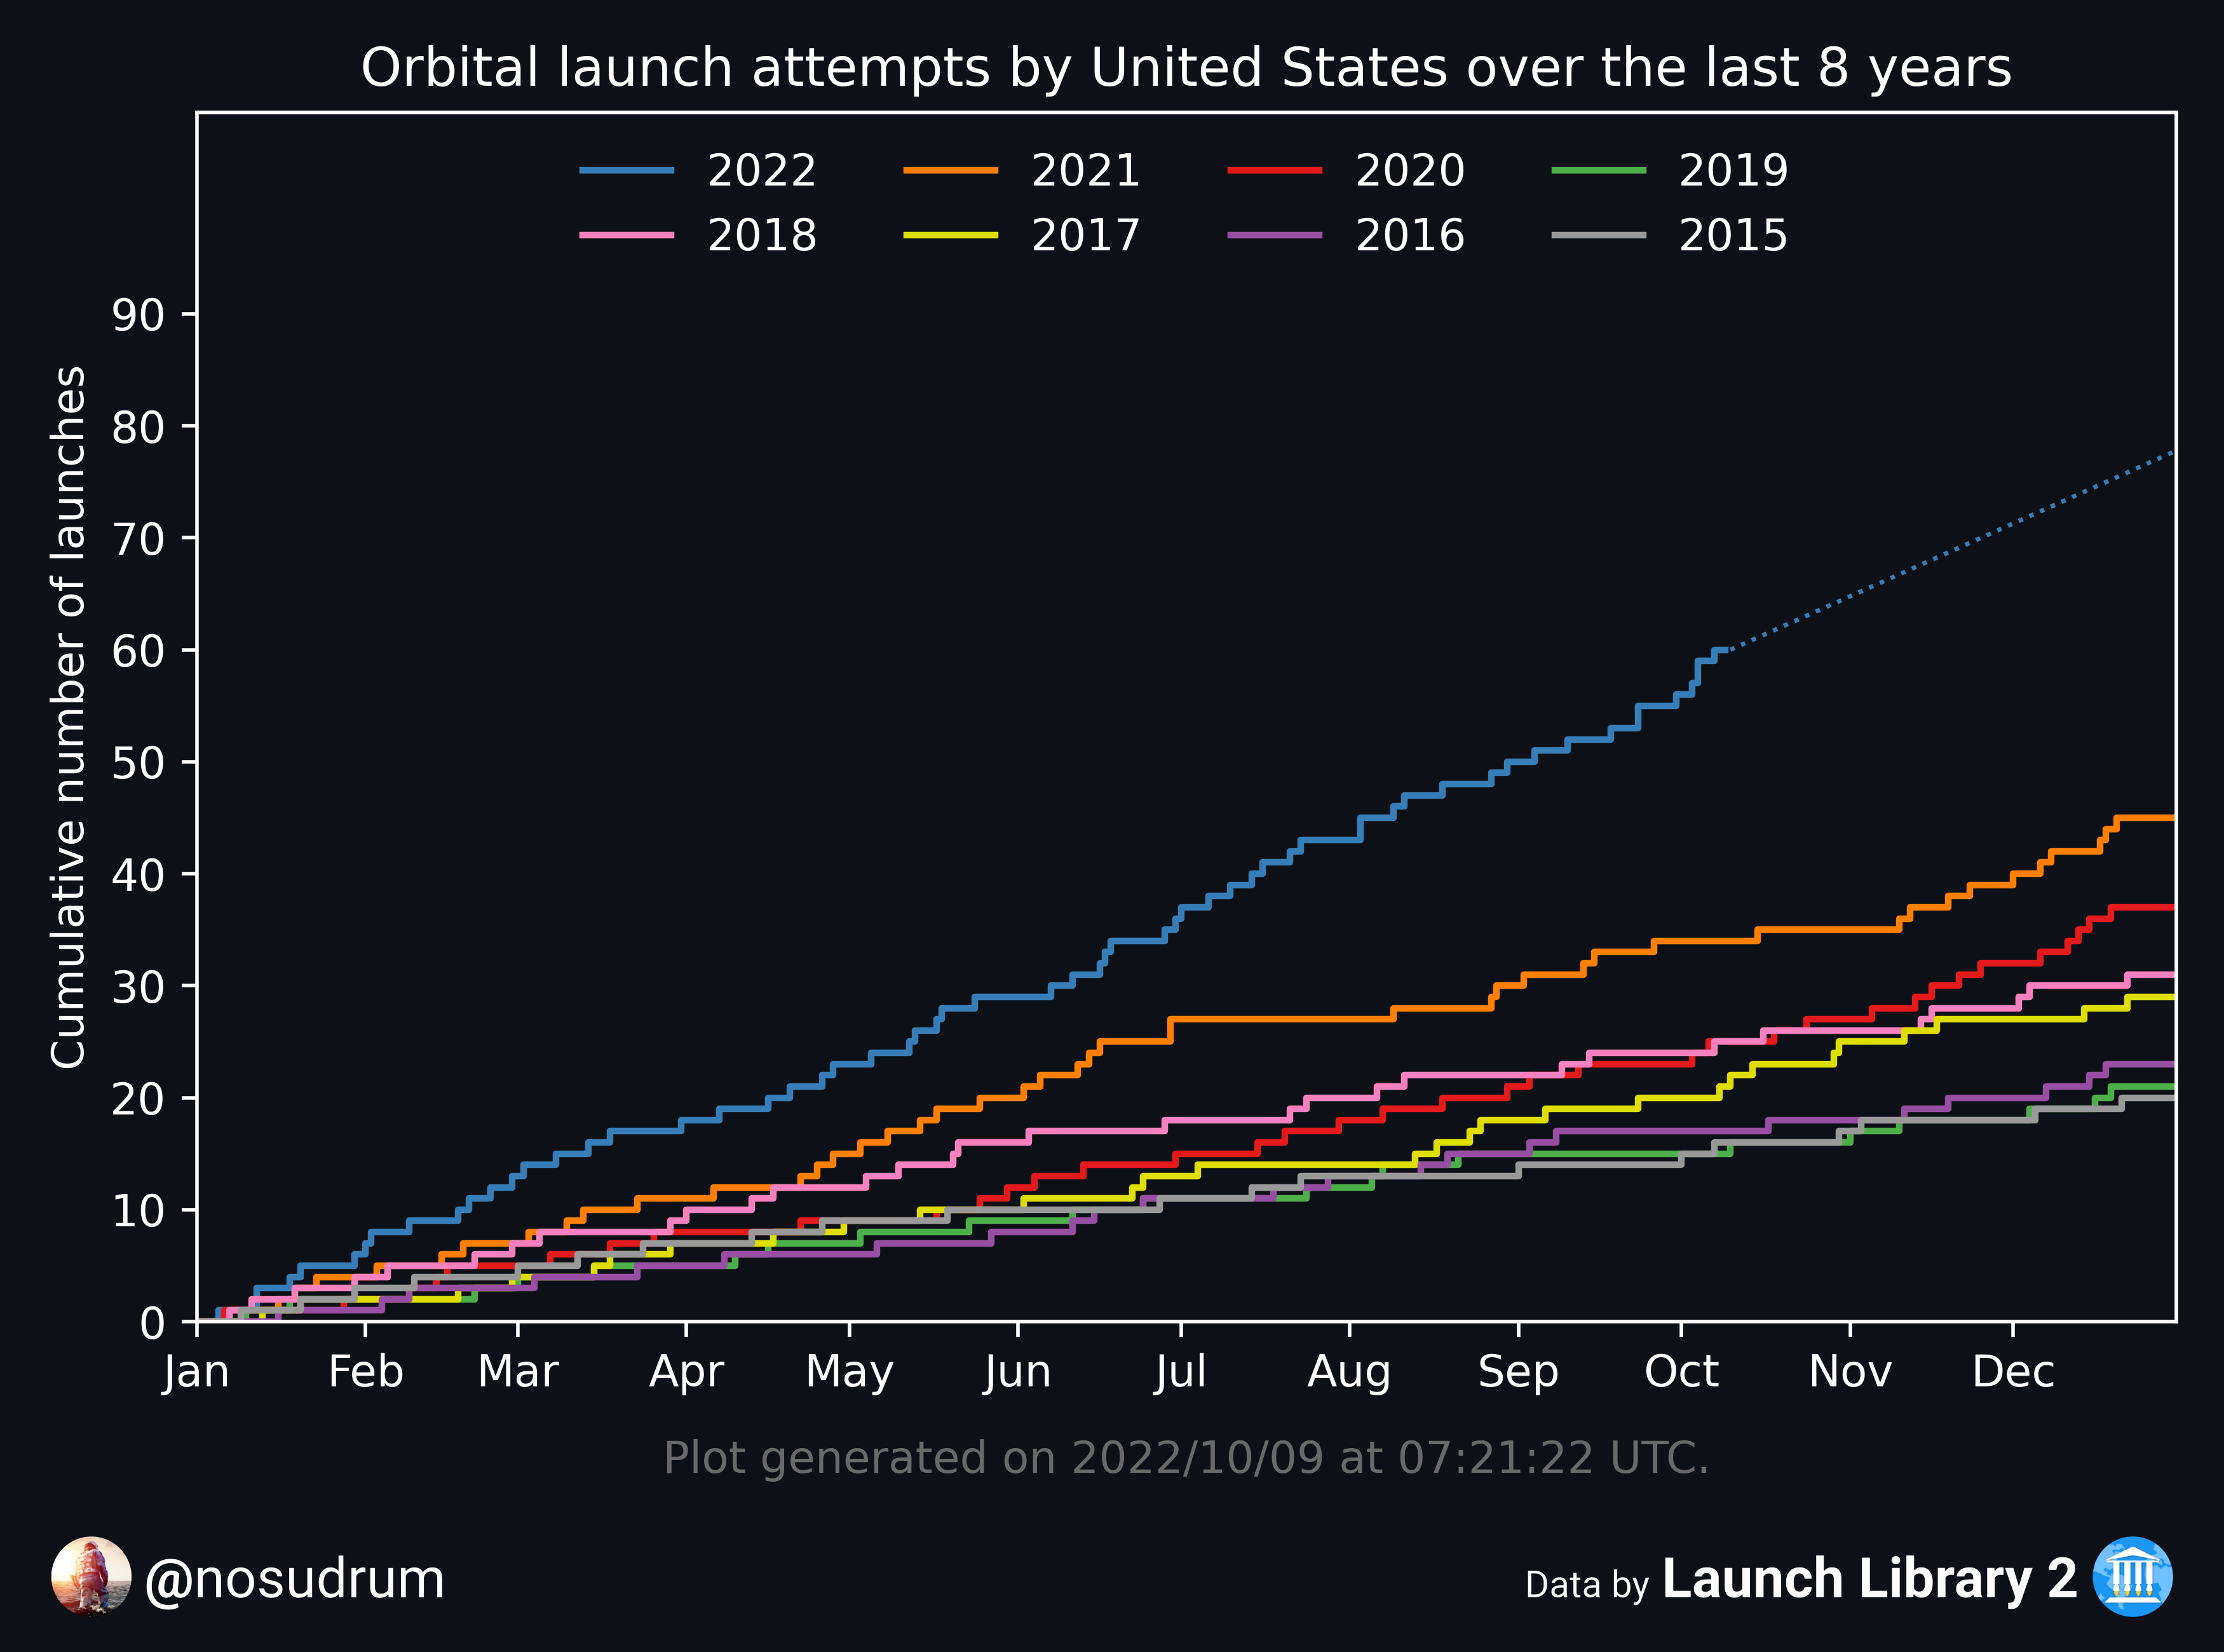 Orbital launch attempts by United States over the last 8 years
2022 2021 2020 2019
2018 2017 2016 2015
Cumulative number of launches
90
80
70
60
50
40
30
20
10
0
Jan Feb Mar Apr May Jun Jul Aug Sep Oct Nov Dec
Plot generated on 2022/10/09 at 07:21:22 UTC.
@nosudrum
Data by Launch Library 2